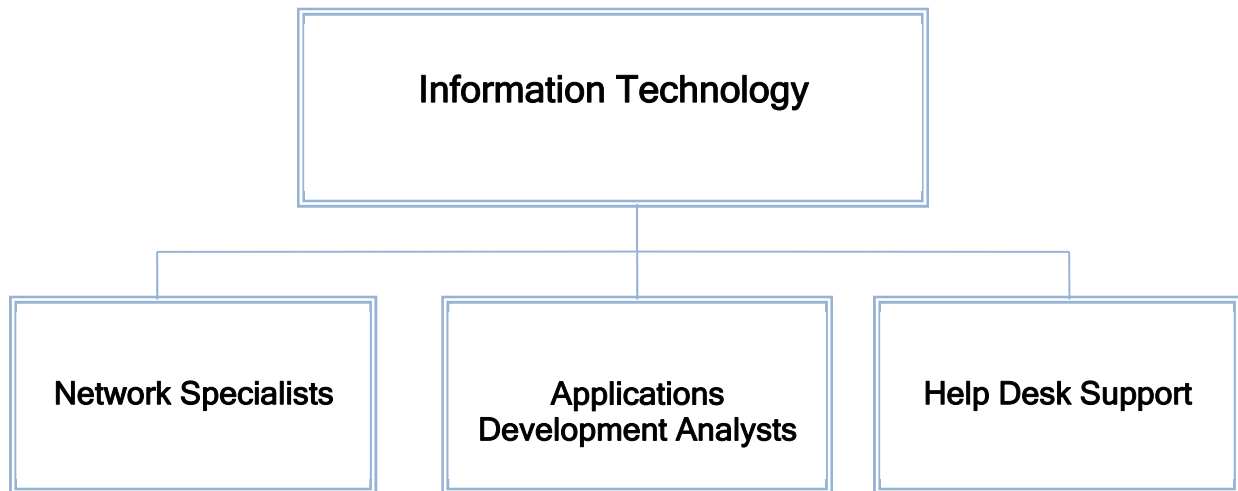 Information Technology
Network Specialists
Applications
Development Analysts
Help Desk Support